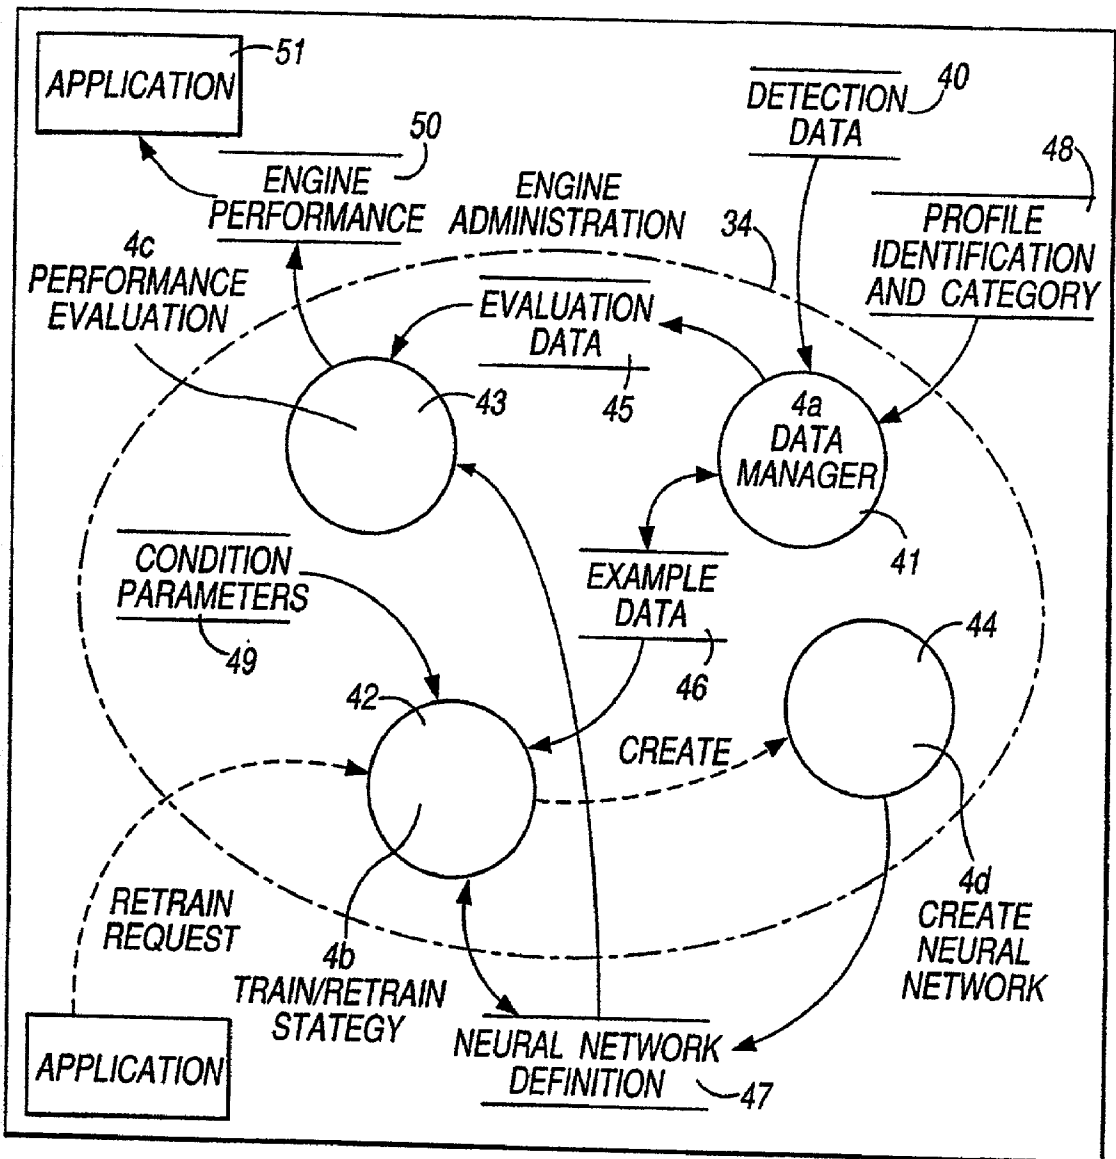 APPLICATION
51
DETECTION
DATA
40
50
ENGINE
PERFORMANCE
ENGINE
ADMINISTRATION
34
48
PROFILE
IDENTIFICATION
AND CATEGORY
4c
PERFORMANCE
EVALUATION
EVALUATION
DATA
45
43
4a
DATA
MANAGER
41
CONDITION
PARAMETERS
49
EXAMPLE
DATA
46
44
42
CREATE
RETRAIN
REQUEST
4b
TRAIN/RETRAIN
STATEGY
4d
CREATE
NEURAL
NETWORK
APPLICATION
NEURAL NETWORK
DEFINITION
47